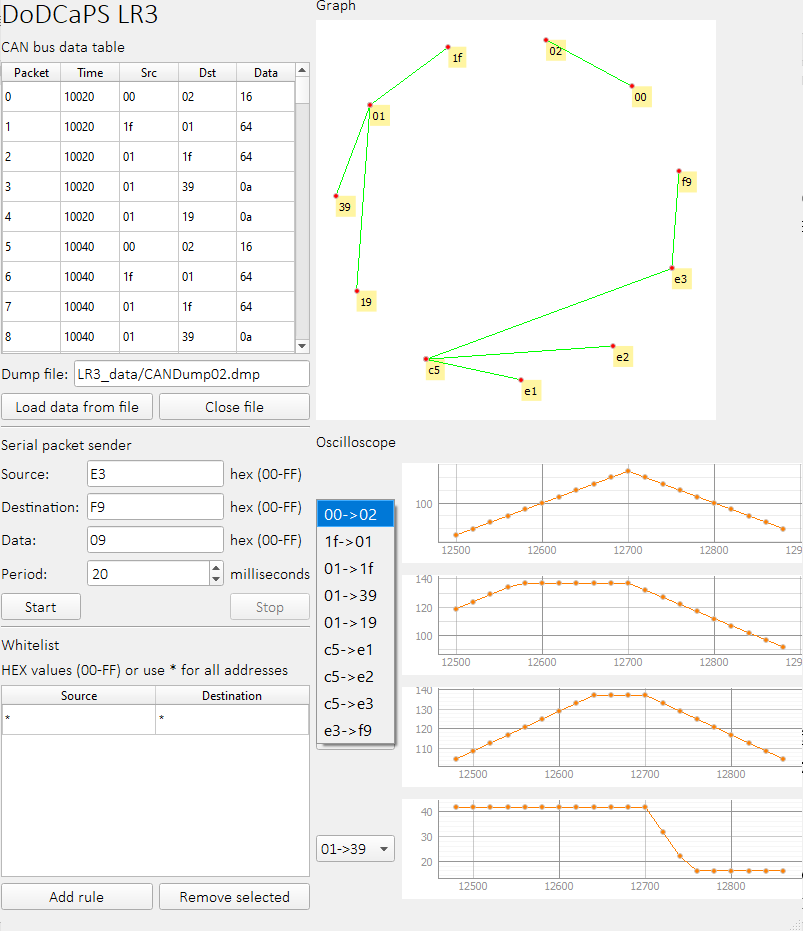 DoDCaPS LR3
CAN bus data table
Packet Time Src Dst Data
0 10020 00 02 16
1 10020 1f 01 64
2 10020 01 1f 64
3 10020 01 39 0a
4 10020 01 19 0a
5 10040 00 02 16
6 10040 1f 01 64
7 10040 01 1f 64
8 10040 01 39 0a
Dump file: LR3_data/CANDump02.dmp
Load data from file Close file
Serial packet sender
Source: E3 hex (00-FF)
Destination: F9 hex (00-FF)
Data: 09 hex (00-FF)
Period: 20 milliseconds
Start Stop
Whitelist
HEX values (00-FF) or use * for all addresses
Source Destination
* *
Add rule Remove selected
Graph
1f
02
00
01
f9
39
e3
19
e2
c5
e1
Oscilloscope
00->02
1f->01
01->1f
01->39
01->19
c5->e1
c5->e2
c5->e3
e3->f9
01->39
100
12500 12600 12700 12800 129
140
120
100
12500 12600 12700 12800 129
140
130
120
110
12500 12600 12700 12800
40
30
20
12500 12600 12700 12800